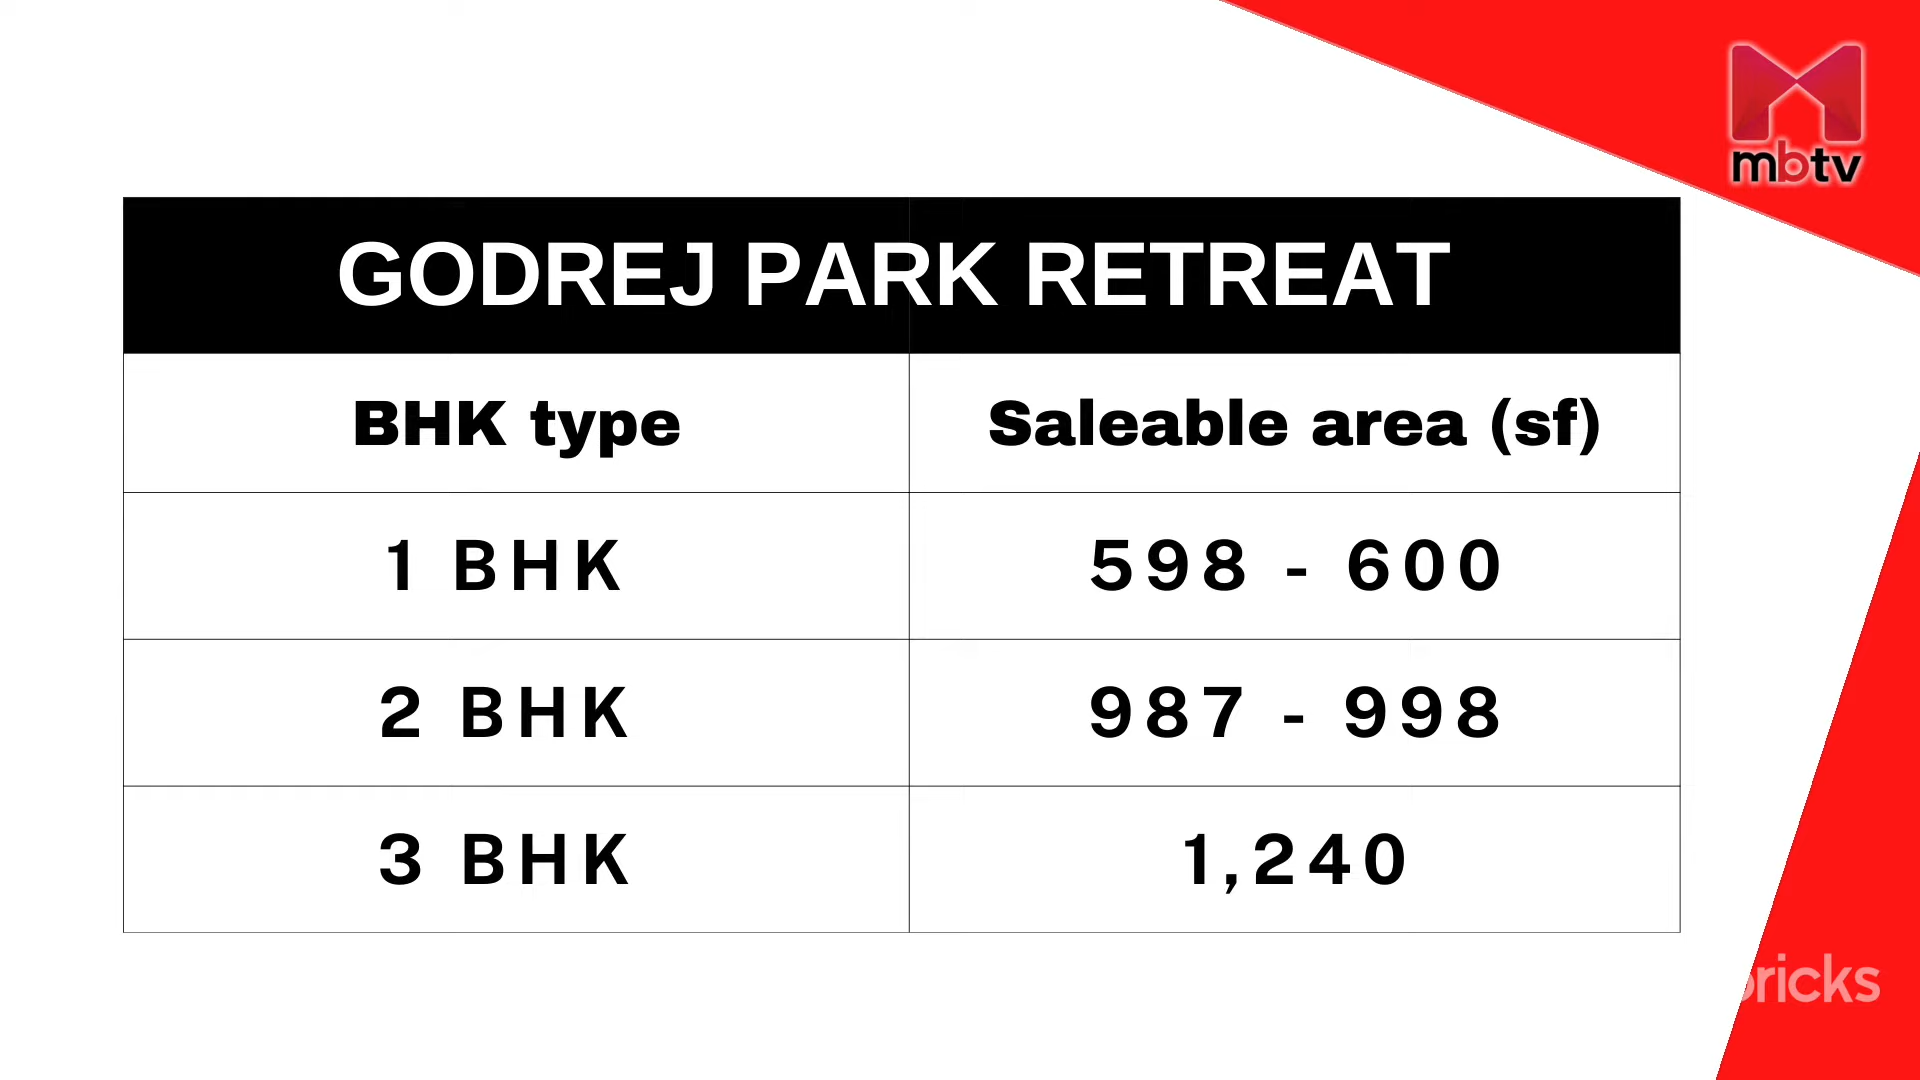 mbtv
GODREJ PARK RETREAT
BHK type Saleable area (sf)
1 BHK 598 - 600
2 BHK 987 - 998
3 BHK 1,240
bricks